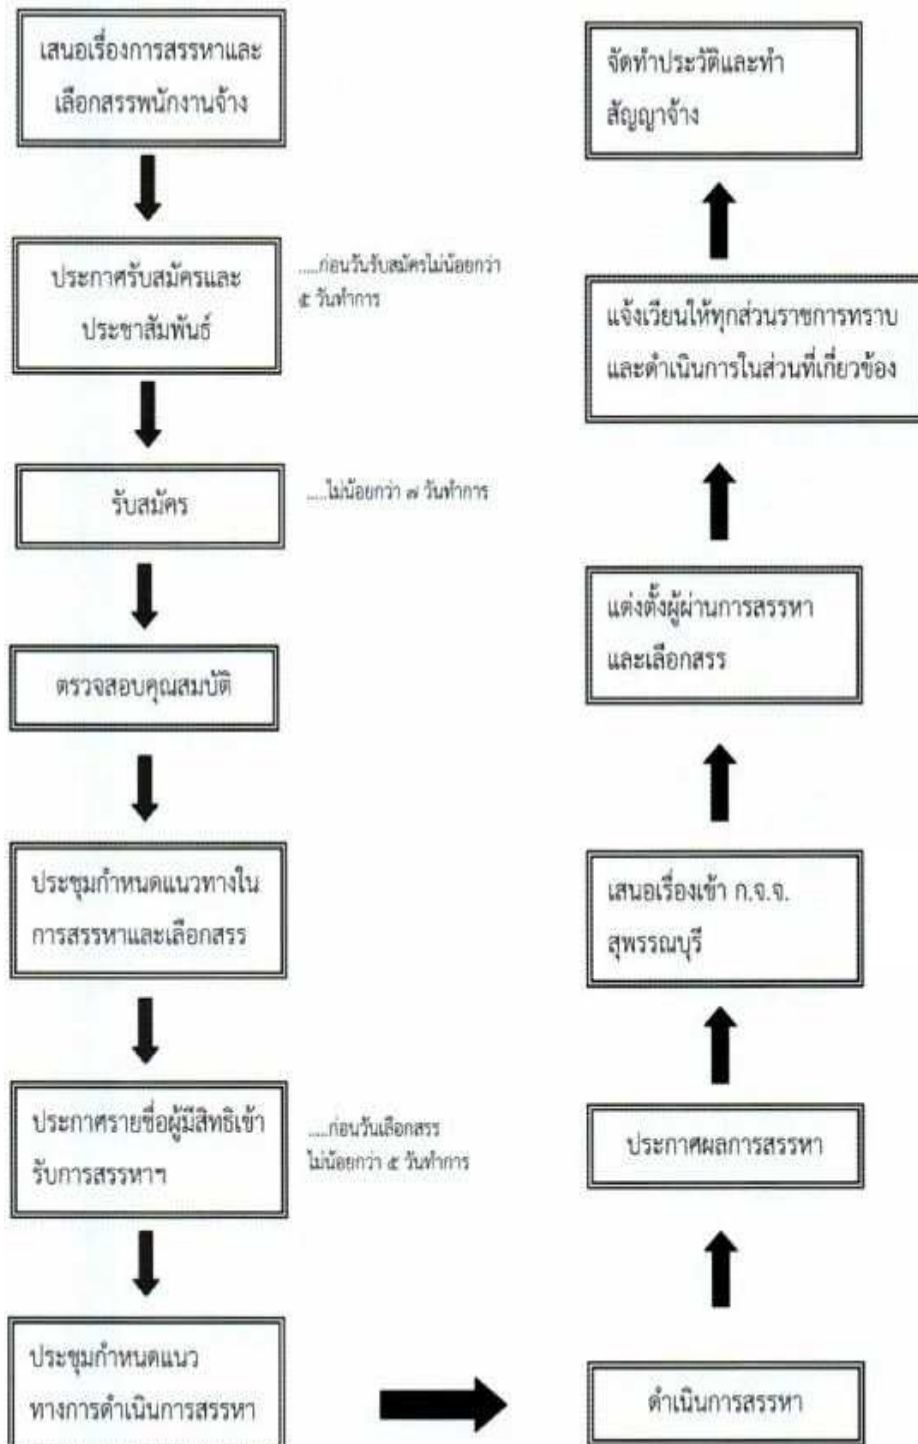 เสนอเรื่องการสรรหาและ
เลือกสรรพนักงานจ้าง
ประกาศรับสมัครและ
ประชาสัมพันธ์
.....ก่อนวันรับสมัครไม่น้อยกว่า
๕ วันทำการ
รับสมัคร
.....ไม่น้อยกว่า ๗ วันทำการ
ตรวจสอบคุณสมบัติ
ประชุมกำหนดแนวทางใน
การสรรหาและเลือกสรร
ประกาศรายชื่อผู้มีสิทธิเข้า
รับการสรรหาฯ
.....ก่อนวันเลือกสรร
ไม่น้อยกว่า ๕ วันทำการ
ประชุมกำหนดแนว
ทางการดำเนินการสรรหา
ดำเนินการสรรหา
ประกาศผลการสรรหา
เสนอเรื่องเข้า ก.จ.จ.
สุพรรณบุรี
แต่งตั้งผู้ผ่านการสรรหา
และเลือกสรร
แจ้งเวียนให้ทุกส่วนราชการทราบ
และดำเนินการในส่วนที่เกี่ยวข้อง
จัดทำประวัติและทำ
สัญญาจ้าง